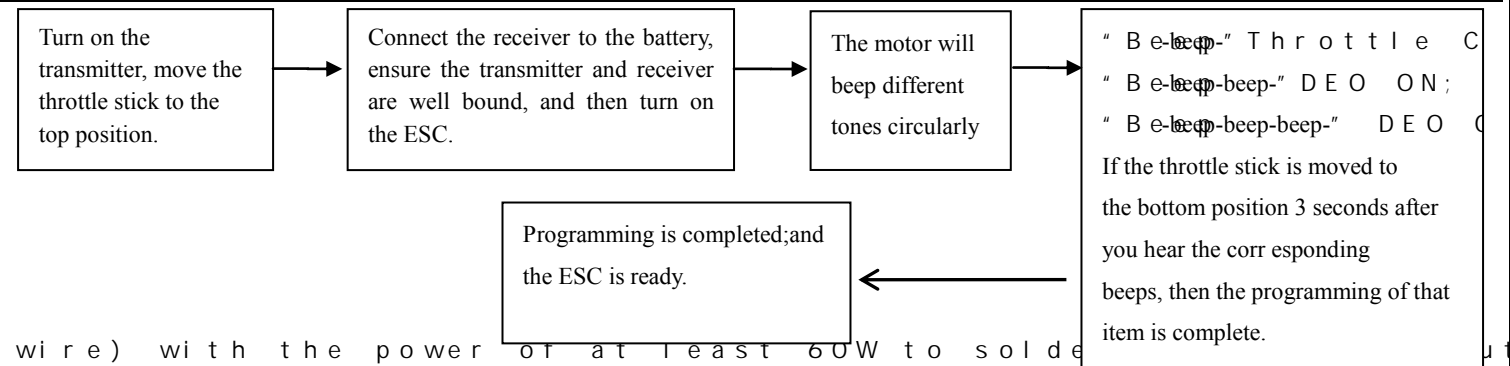 Turn on the
transmitter, move the
throttle stick to the
top position.
Connect the receiver to the battery,
ensure the transmitter and receiver
are well bound, and then turn on
the ESC.
The motor will
beep different
tones circularly
“Beep-beep-” Throttle C
“Beep-beep-beep-” DEO ON;
“Beep-beep-beep-beep-” DEO
If the throttle stick is moved to
the bottom position 3 seconds after
you hear the corr esponding
beeps, then the programming of that
item is complete.
Programming is completed;and
the ESC is ready.
wire) with the power of at least 60W to solde